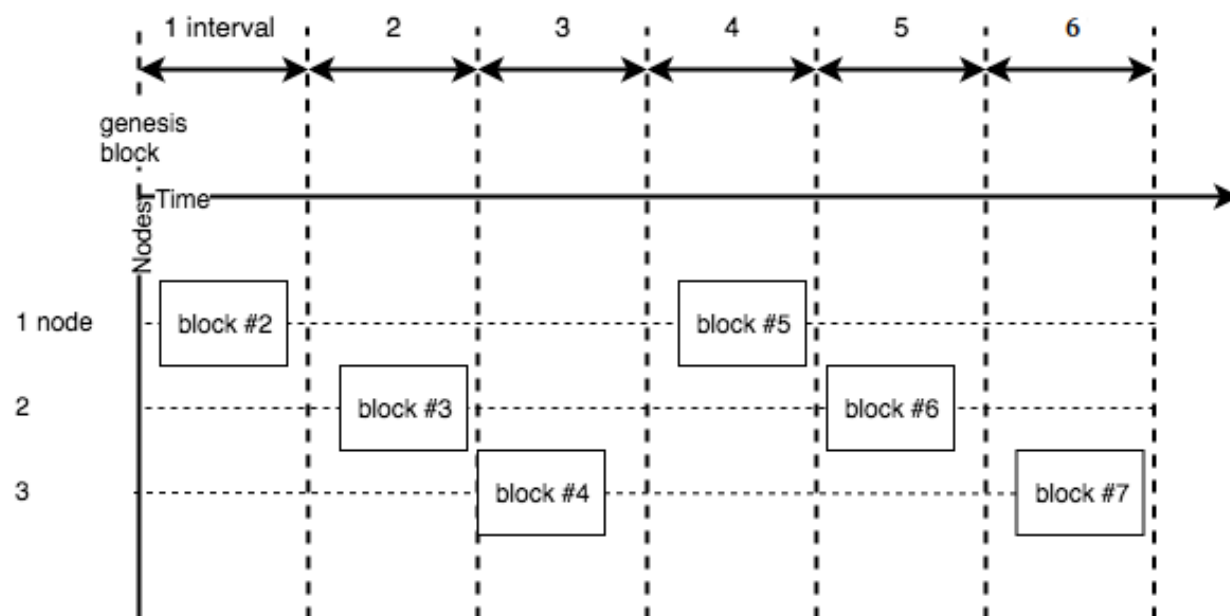 1 interval 2 3 4 5 6
genesis
block
Time
Nodes
1 node block #2 block #5
2 block #3 block #6
3 block #4 block #7